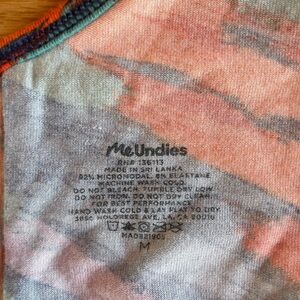 MeUndies
RN# 136113
MADE IN SRI LANKA
92% MICROMODAL, 8% ELASTANE
MACHINE WASH COLD.
DO NOT BLEACH. TUMBLE DRY LOW.
DO NOT IRON. DO NOT DRY CLEAN.
FOR BEST PERFORMANCE,
HAND WASH COLD & LAY FLAT TO DRY.
3650 HOLDREGE AVE, LA, CA 90016
M